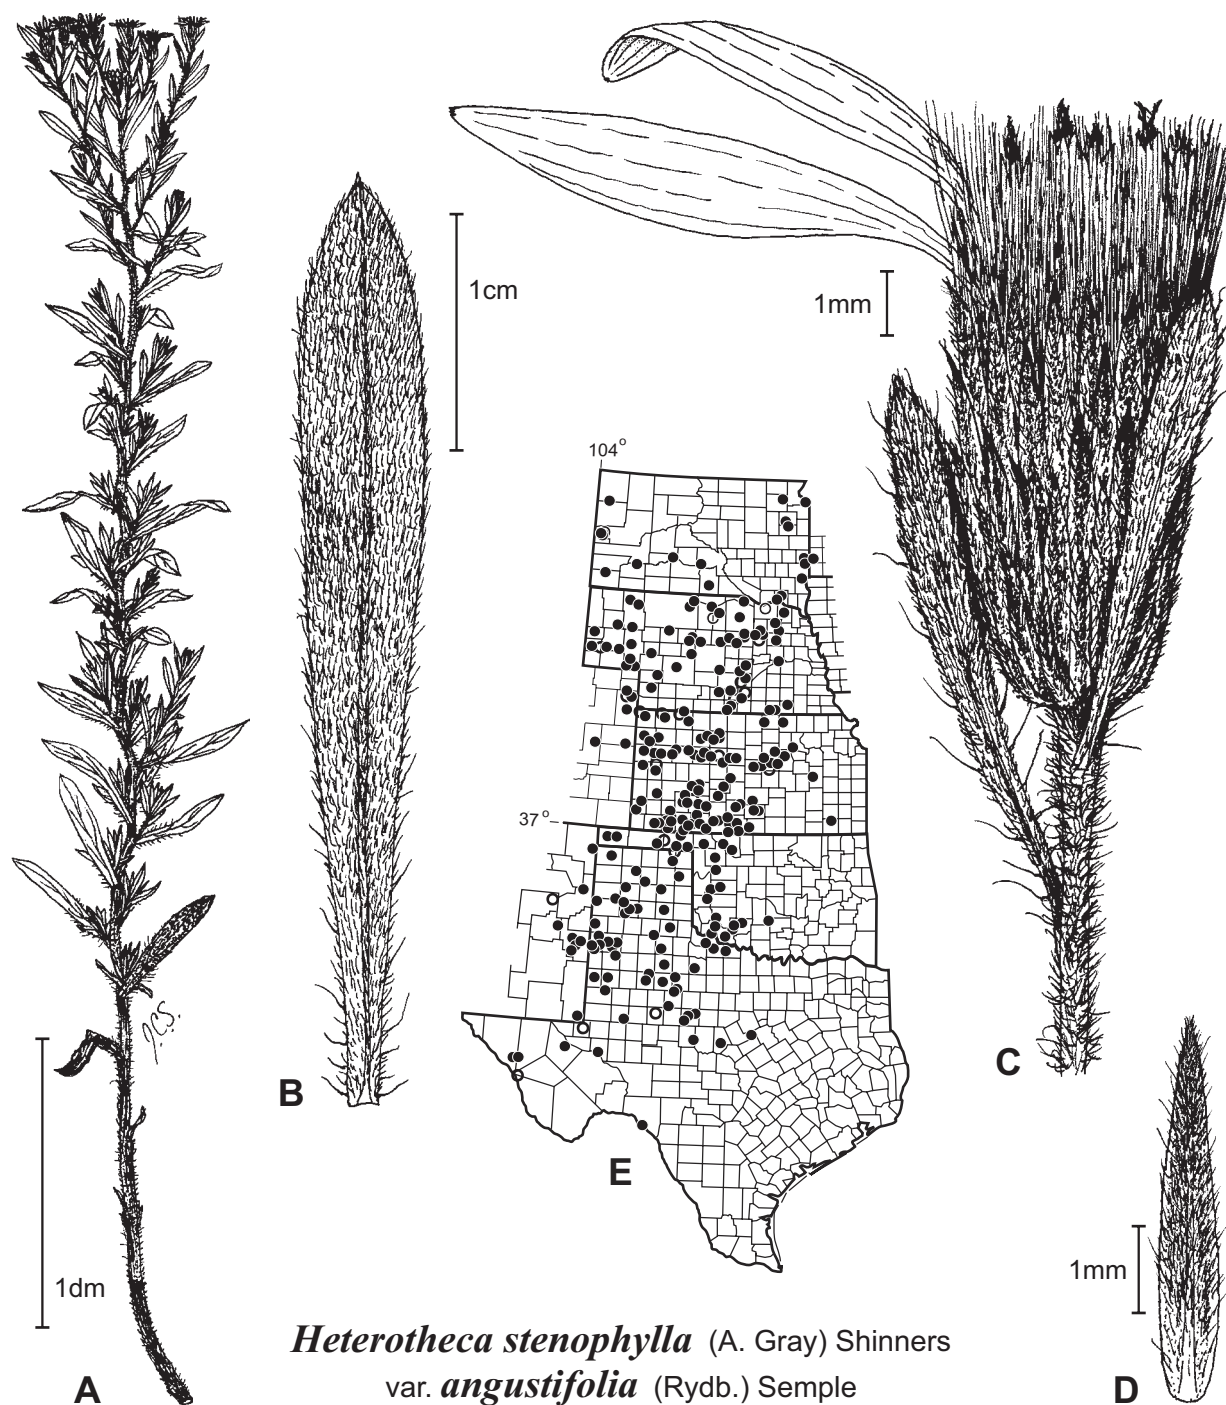 1cm
1mm
104°
37°
B
C
E
1mm
1dm
A
D
Heterotheca stenophylla (A. Gray) Shinners
var. angustifolia (Rydb.) Semple